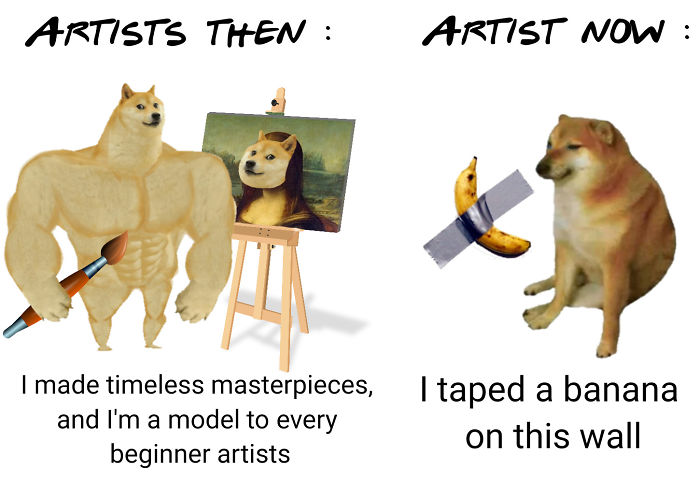 ARTISTS THEN :
I made timeless masterpieces,
and I'm a model to every
beginner artists
ARTIST NOW :
I taped a banana
on this wall